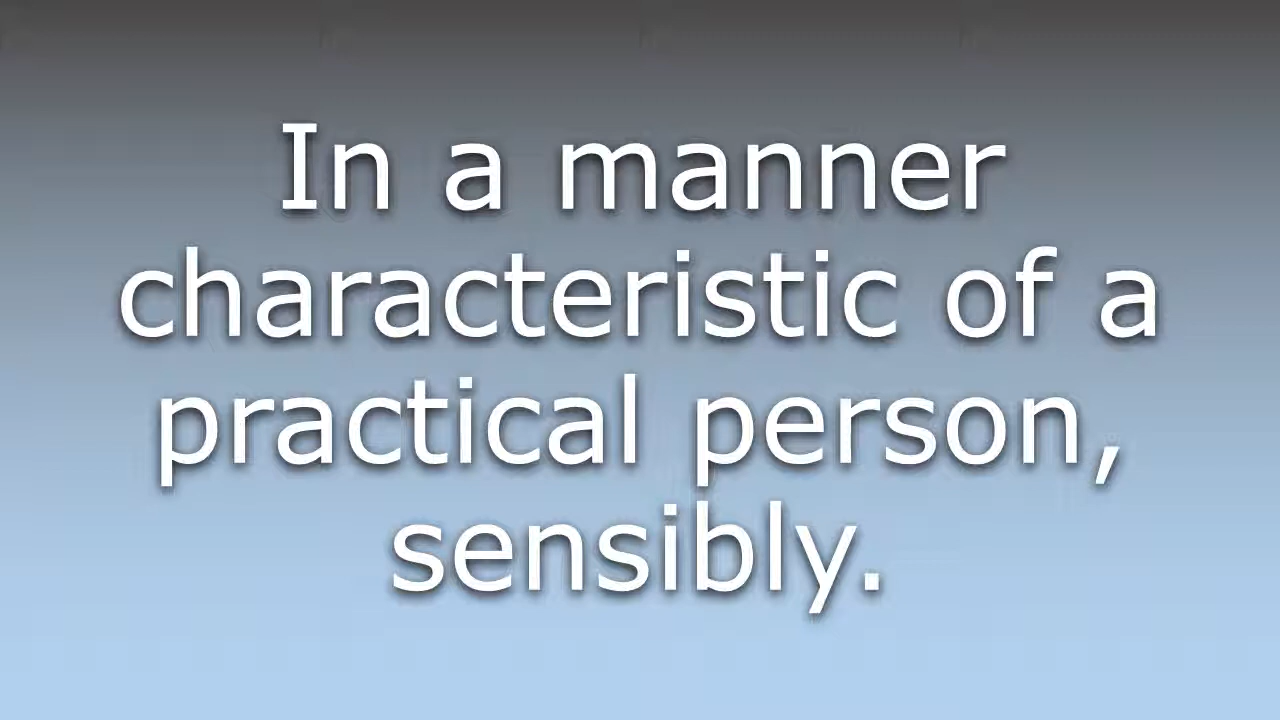 In a manner
characteristic of a
practical person,
sensibly.